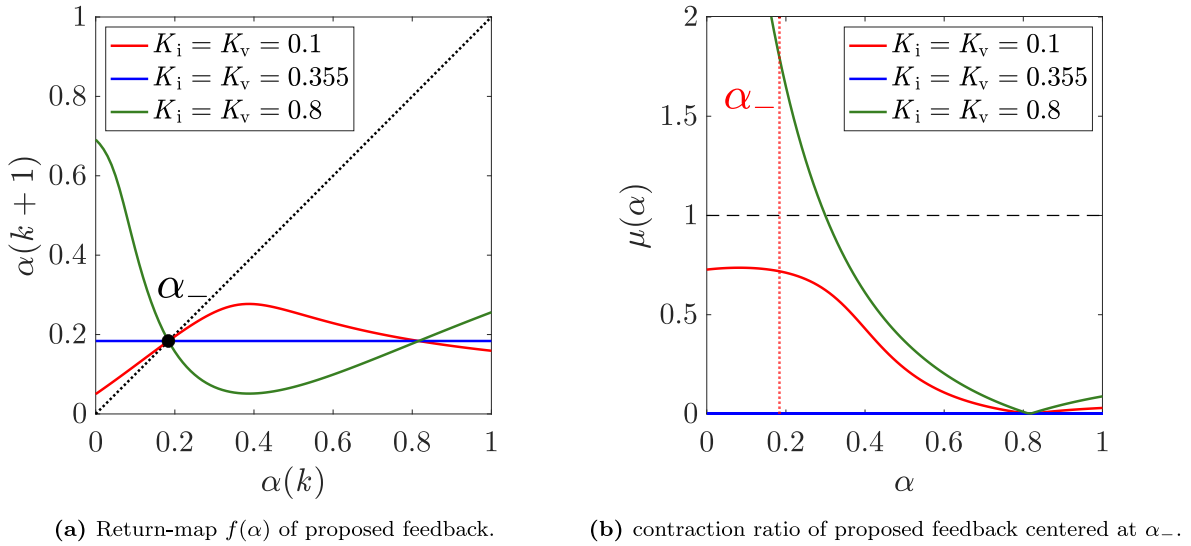 1
0.8
0.6
0.4
0.2
0
α(k + 1)
K_i = K_v = 0.1
K_i = K_v = 0.355
K_i = K_v = 0.8
α_−
0 0.2 0.4 0.6 0.8 1
α(k)
(a) Return-map f(α) of proposed feedback.
2
1.5
1
0.5
0
μ(α)
α_−
K_i = K_v = 0.1
K_i = K_v = 0.355
K_i = K_v = 0.8
0 0.2 0.4 0.6 0.8 1
α
(b) contraction ratio of proposed feedback centered at α_−.